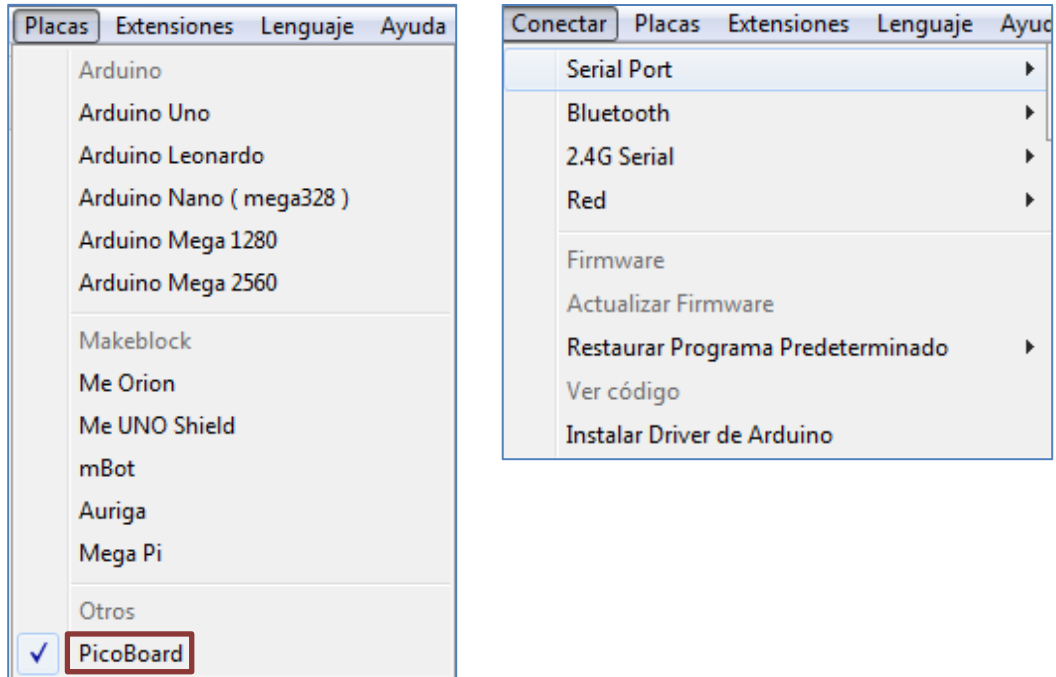 Placas Extensiones Lenguaje Ayuda
Arduino
Arduino Uno
Arduino Leonardo
Arduino Nano ( mega328 )
Arduino Mega 1280
Arduino Mega 2560
Makeblock
Me Orion
Me UNO Shield
mBot
Auriga
Mega Pi
Otros
PicoBoard
Conectar Placas Extensiones Lenguaje Ayud
Serial Port
Bluetooth
2.4G Serial
Red
Firmware
Actualizar Firmware
Restaurar Programa Predeterminado
Ver código
Instalar Driver de Arduino